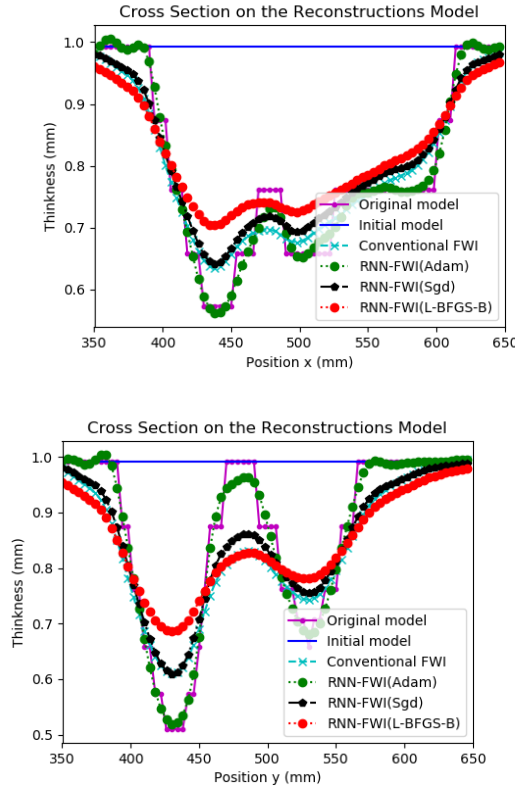 Cross Section on the Reconstructions Model
1.0
0.9
0.8
0.7
0.6
Thinkness (mm)
Original model
Initial model
Conventional FWI
RNN-FWI(Adam)
RNN-FWI(Sgd)
RNN-FWI(L-BFGS-B)
350 400 450 500 550 600 650
Position x (mm)
Cross Section on the Reconstructions Model
1.0
0.9
0.8
0.7
0.6
0.5
Thinkness (mm)
Original model
Initial model
Conventional FWI
RNN-FWI(Adam)
RNN-FWI(Sgd)
RNN-FWI(L-BFGS-B)
350 400 450 490 550 600 650
Position y (mm)